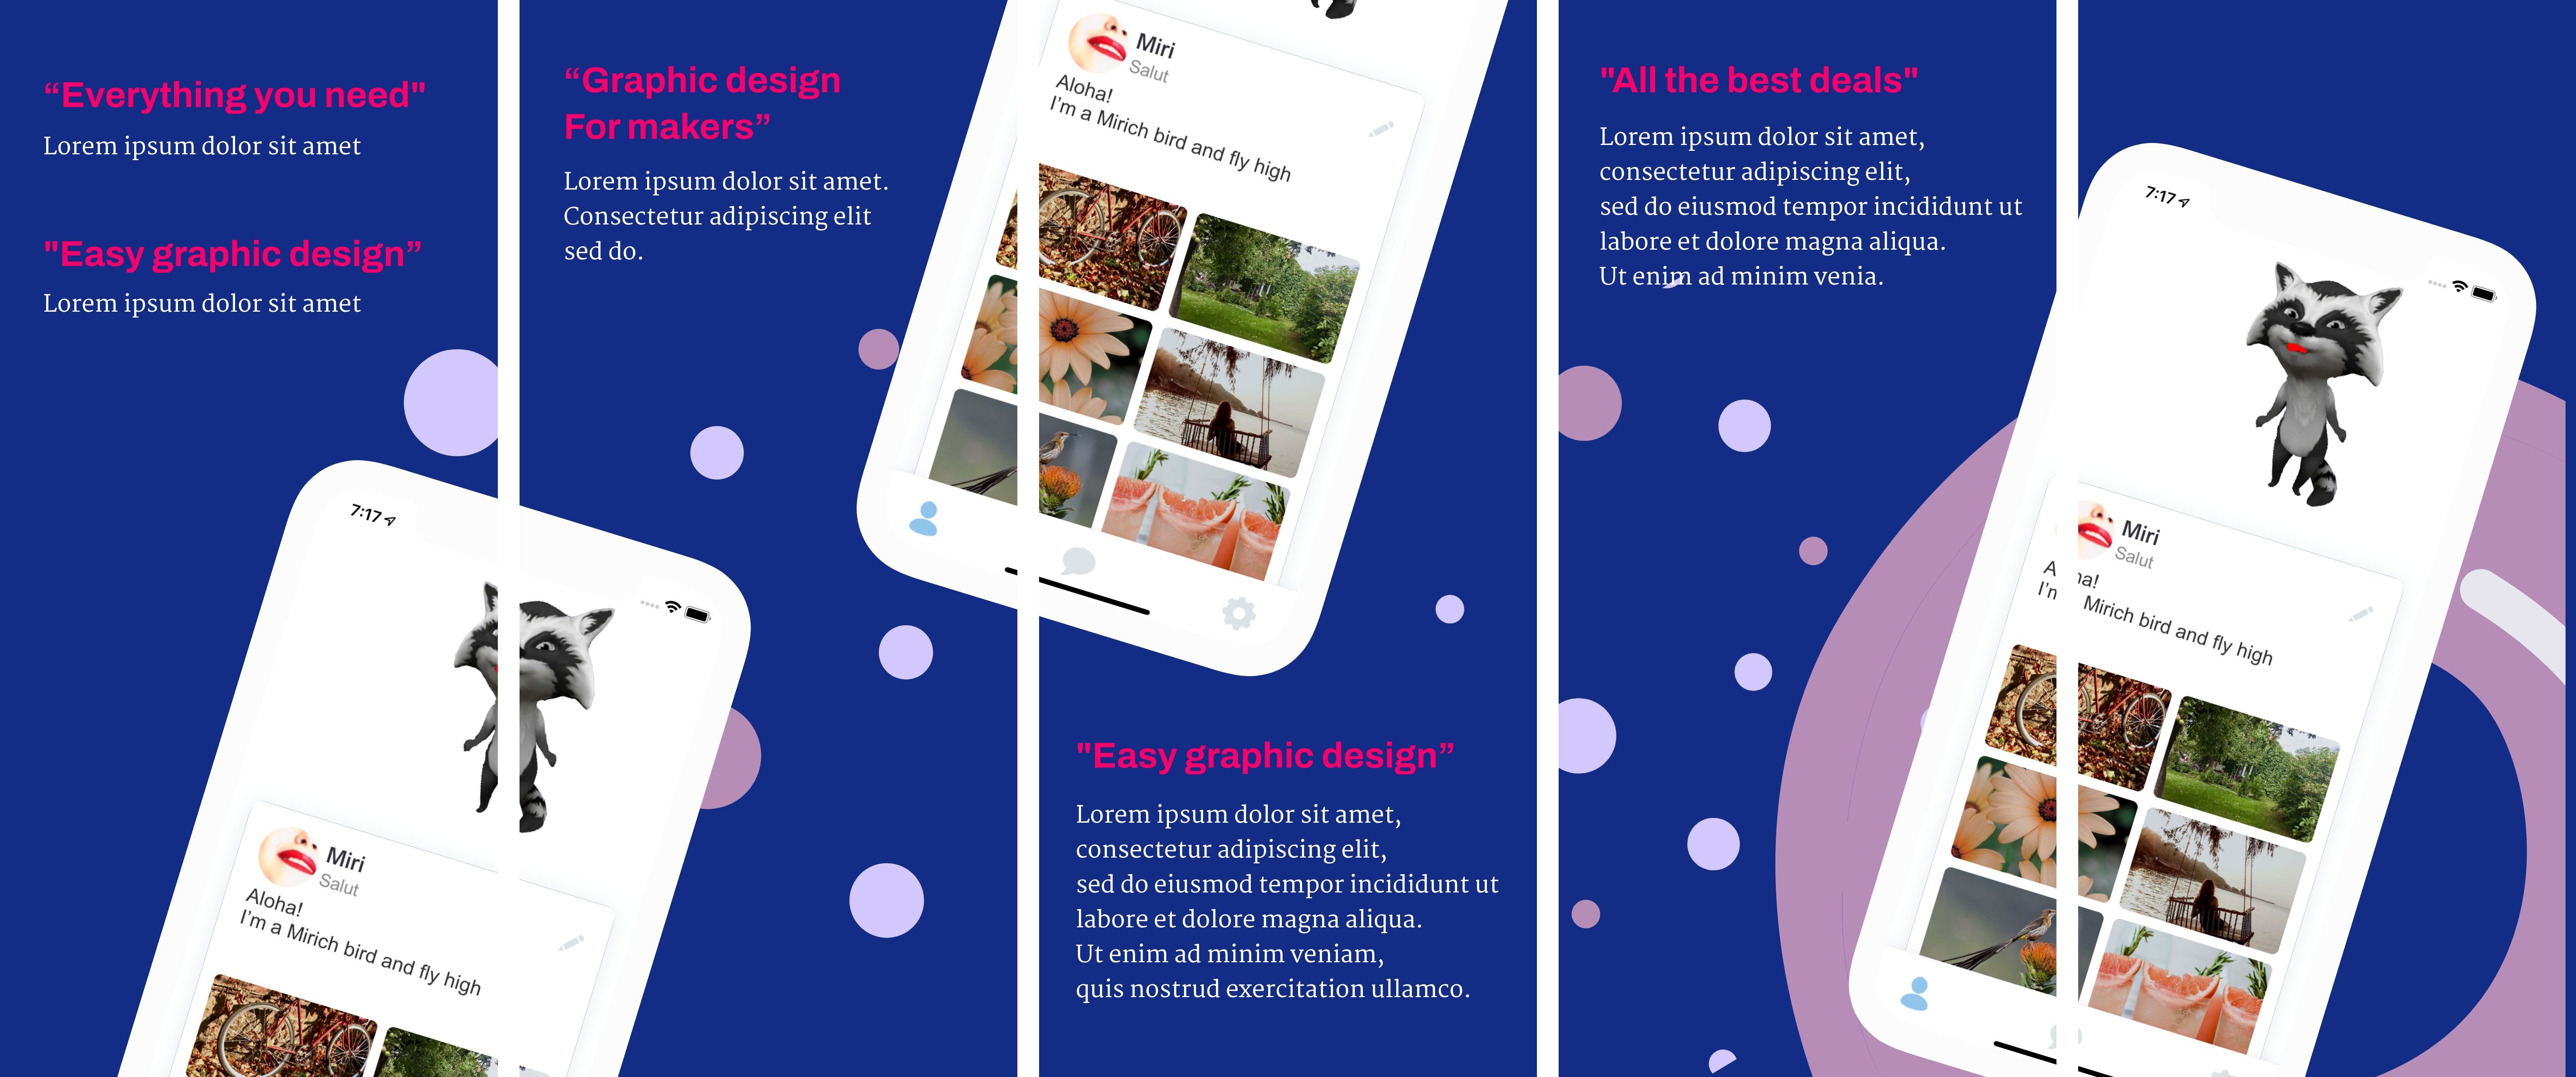 “Everything you need"
Lorem ipsum dolor sit amet
"Easy graphic design”
Lorem ipsum dolor sit amet
7:17
Miri
Salut
Aloha!
I'm a Mirich bird and fly high
“Graphic design
For makers”
Lorem ipsum dolor sit amet.
Consectetur adipiscing elit
sed do.
Miri
Salut
Aloha!
I'm a Mirich bird and fly high
"Easy graphic design”
Lorem ipsum dolor sit amet,
consectetur adipiscing elit,
sed do eiusmod tempor incididunt ut
labore et dolore magna aliqua.
Ut enim ad minim veniam,
quis nostrud exercitation ullamco.
"All the best deals"
Lorem ipsum dolor sit amet,
consectetur adipiscing elit,
sed do eiusmod tempor incididunt ut
labore et dolore magna aliqua.
Ut enim ad minim venia.
7:17
Miri
Salut
A ha!
I'm Mirich bird and fly high